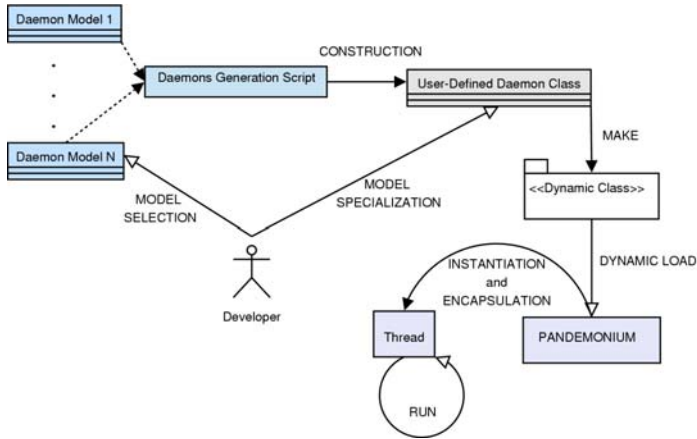 Daemon Model 1
CONSTRUCTION
Daemons Generation Script
User-Defined Daemon Class
MAKE
Daemon Model N
<<Dynamic Class>>
MODEL
SELECTION
MODEL
SPECIALIZATION
INSTANTIATION
and
ENCAPSULATION
DYNAMIC LOAD
Developer
Thread
PANDEMONIUM
RUN